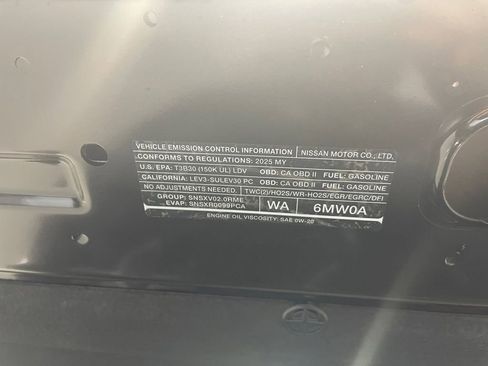 VEHICLE EMISSION CONTROL INFORMATION NISSAN MOTOR CO., LTD.
CONFORMS TO REGULATIONS: 2025 MY
U.S. EPA: T3B30 (150K UL) LDV OBD: CA OBD II FUEL: GASOLINE
CALIFORNIA: LEV3-SULEV30 PC OBD: CA OBD II FUEL: GASOLINE
NO ADJUSTMENTS NEEDED. TWC(2)/HO2S/WR-HO2S/EGR/EGRC/DFI
GROUP: SNSXV02.0RME
EVAP: SNSXR0099PCA
WA 6MW0A
ENGINE OIL VISCOSITY: SAE 0W-20